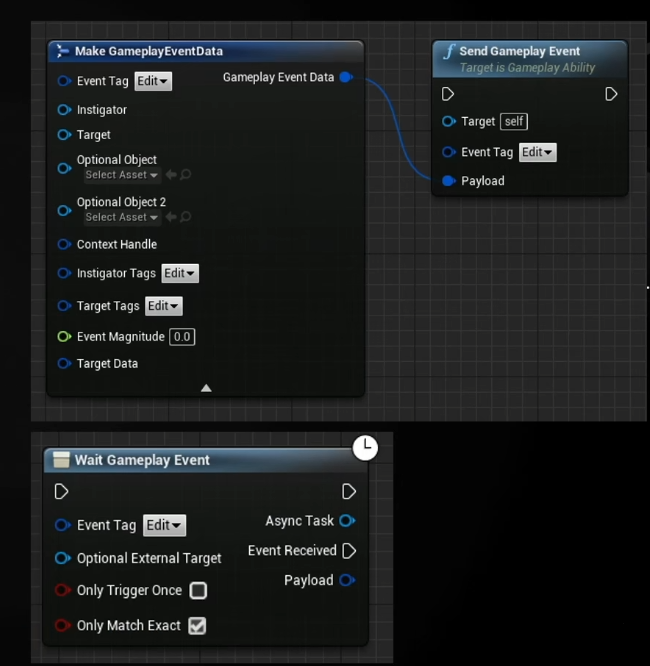 Make GameplayEventData
Event Tag Edit
Gameplay Event Data
Instigator
Target
Optional Object
Select Asset
Optional Object 2
Select Asset
Context Handle
Instigator Tags Edit
Target Tags Edit
Event Magnitude 0.0
Target Data
f Send Gameplay Event
Target is Gameplay Ability
Target self
Event Tag Edit
Payload
Wait Gameplay Event
Event Tag Edit
Optional External Target
Only Trigger Once
Only Match Exact
Async Task
Event Received
Payload